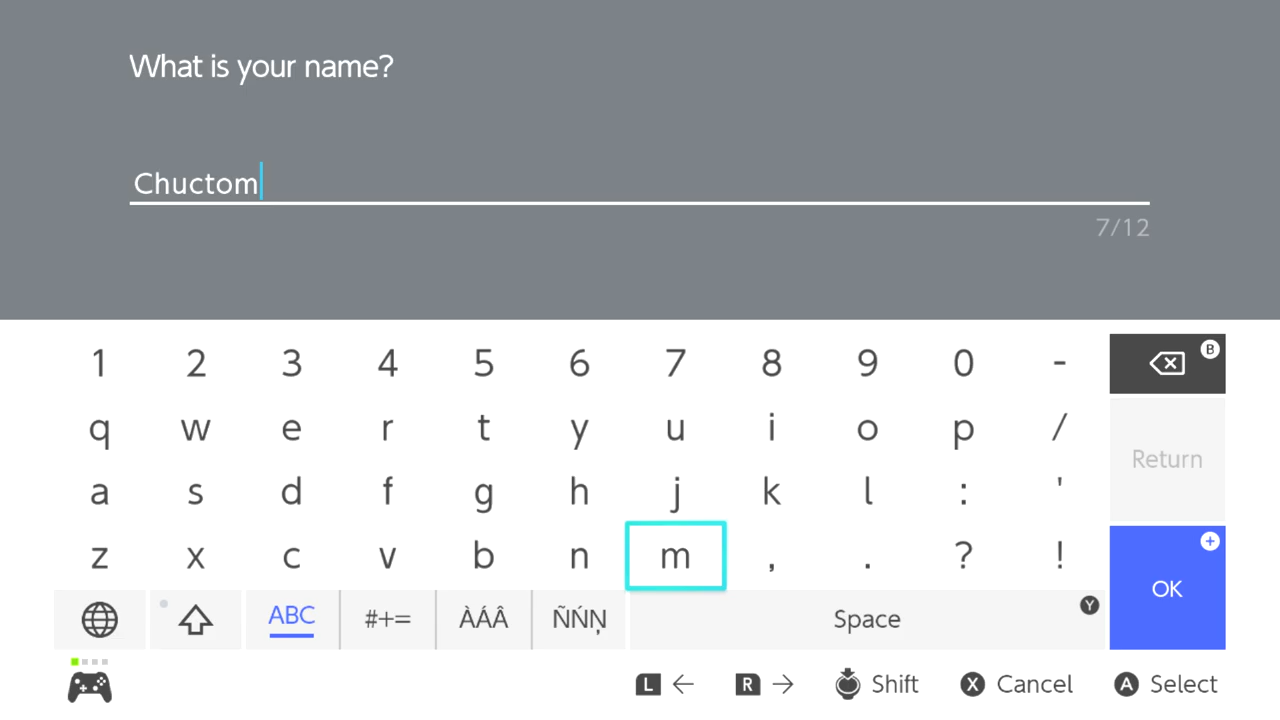 What is your name?
Chuctom
7/12
1 2 3 4 5 6 7 8 9 0 - B
q w e r t y u i o p /
Return
a s d f g h j k l : '
z x c v b n m , . ? ! +
OK
ABC #+= ÀÁÂ ÑŃŅ Space Y
L ← R → Shift X Cancel A Select